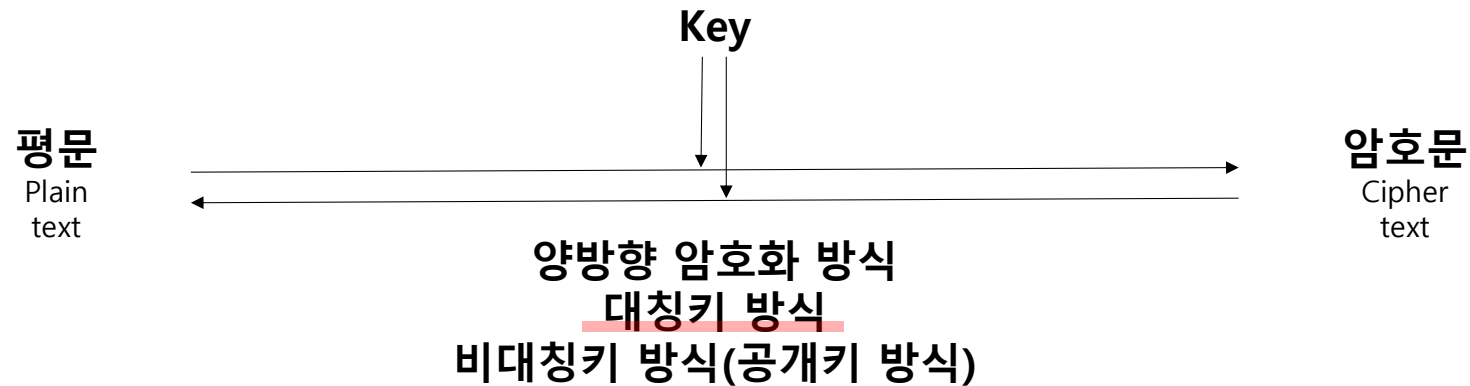 Key
평문
Plain
text
암호문
Cipher
text
양방향 암호화 방식
대칭키 방식
비대칭키 방식(공개키 방식)